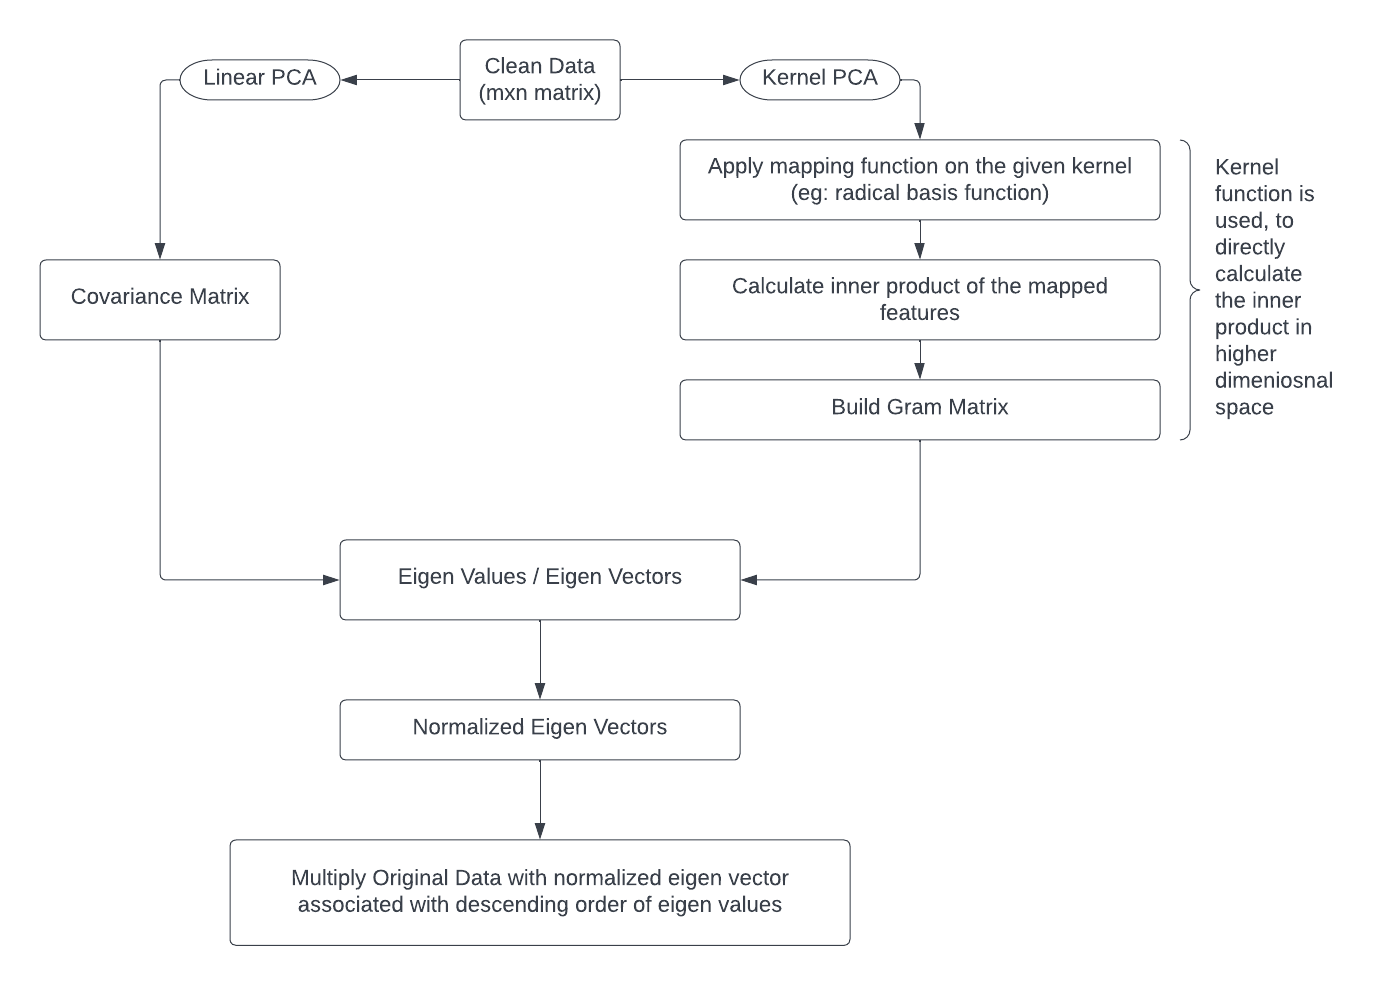 Linear PCA
Clean Data
(mxn matrix)
Kernel PCA
Apply mapping function on the given kernel
(eg: radical basis function)
Kernel
function is
used, to
directly
calculate
the inner
product in
higher
dimeniosnal
space
Covariance Matrix
Calculate inner product of the mapped
features
Build Gram Matrix
Eigen Values / Eigen Vectors
Normalized Eigen Vectors
Multiply Original Data with normalized eigen vector
associated with descending order of eigen values